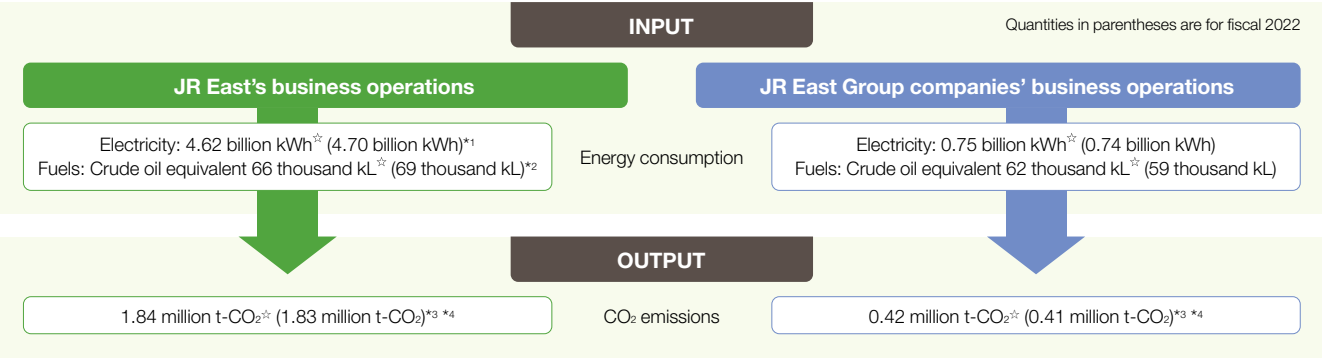 INPUT
Quantities in parentheses are for fiscal 2022
JR East's business operations
JR East Group companies' business operations
Electricity: 4.62 billion kWh☆ (4.70 billion kWh)*1
Fuels: Crude oil equivalent 66 thousand kL☆ (69 thousand kL)*2
Energy consumption
Electricity: 0.75 billion kWh☆ (0.74 billion kWh)
Fuels: Crude oil equivalent 62 thousand kL☆ (59 thousand kL)
OUTPUT
1.84 million t-CO₂☆ (1.83 million t-CO₂)*3 *4
CO₂ emissions
0.42 million t-CO₂☆ (0.41 million t-CO₂)*3 *4